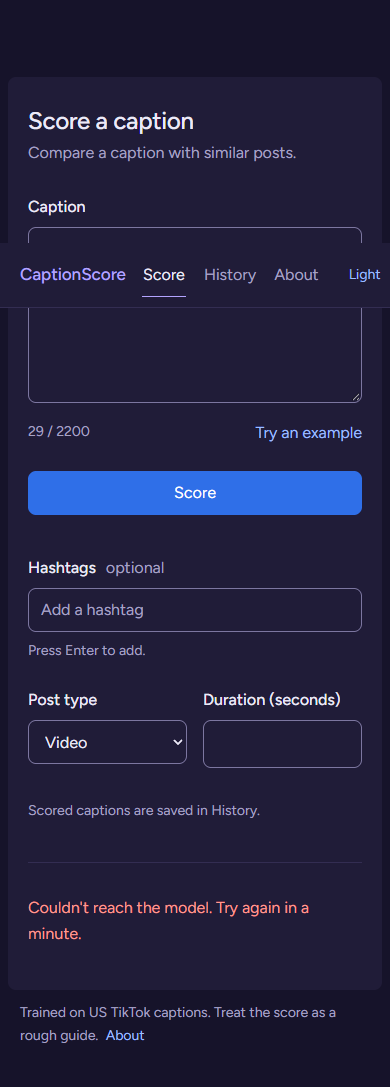 Score a caption
Compare a caption with similar posts.
Caption
CaptionScore Score History About Light
29 / 2200 Try an example
Score
Hashtags optional
Add a hashtag
Press Enter to add.
Post type Duration (seconds)
Video
Scored captions are saved in History.
Couldn't reach the model. Try again in a
minute.
Trained on US TikTok captions. Treat the score as a
rough guide. About